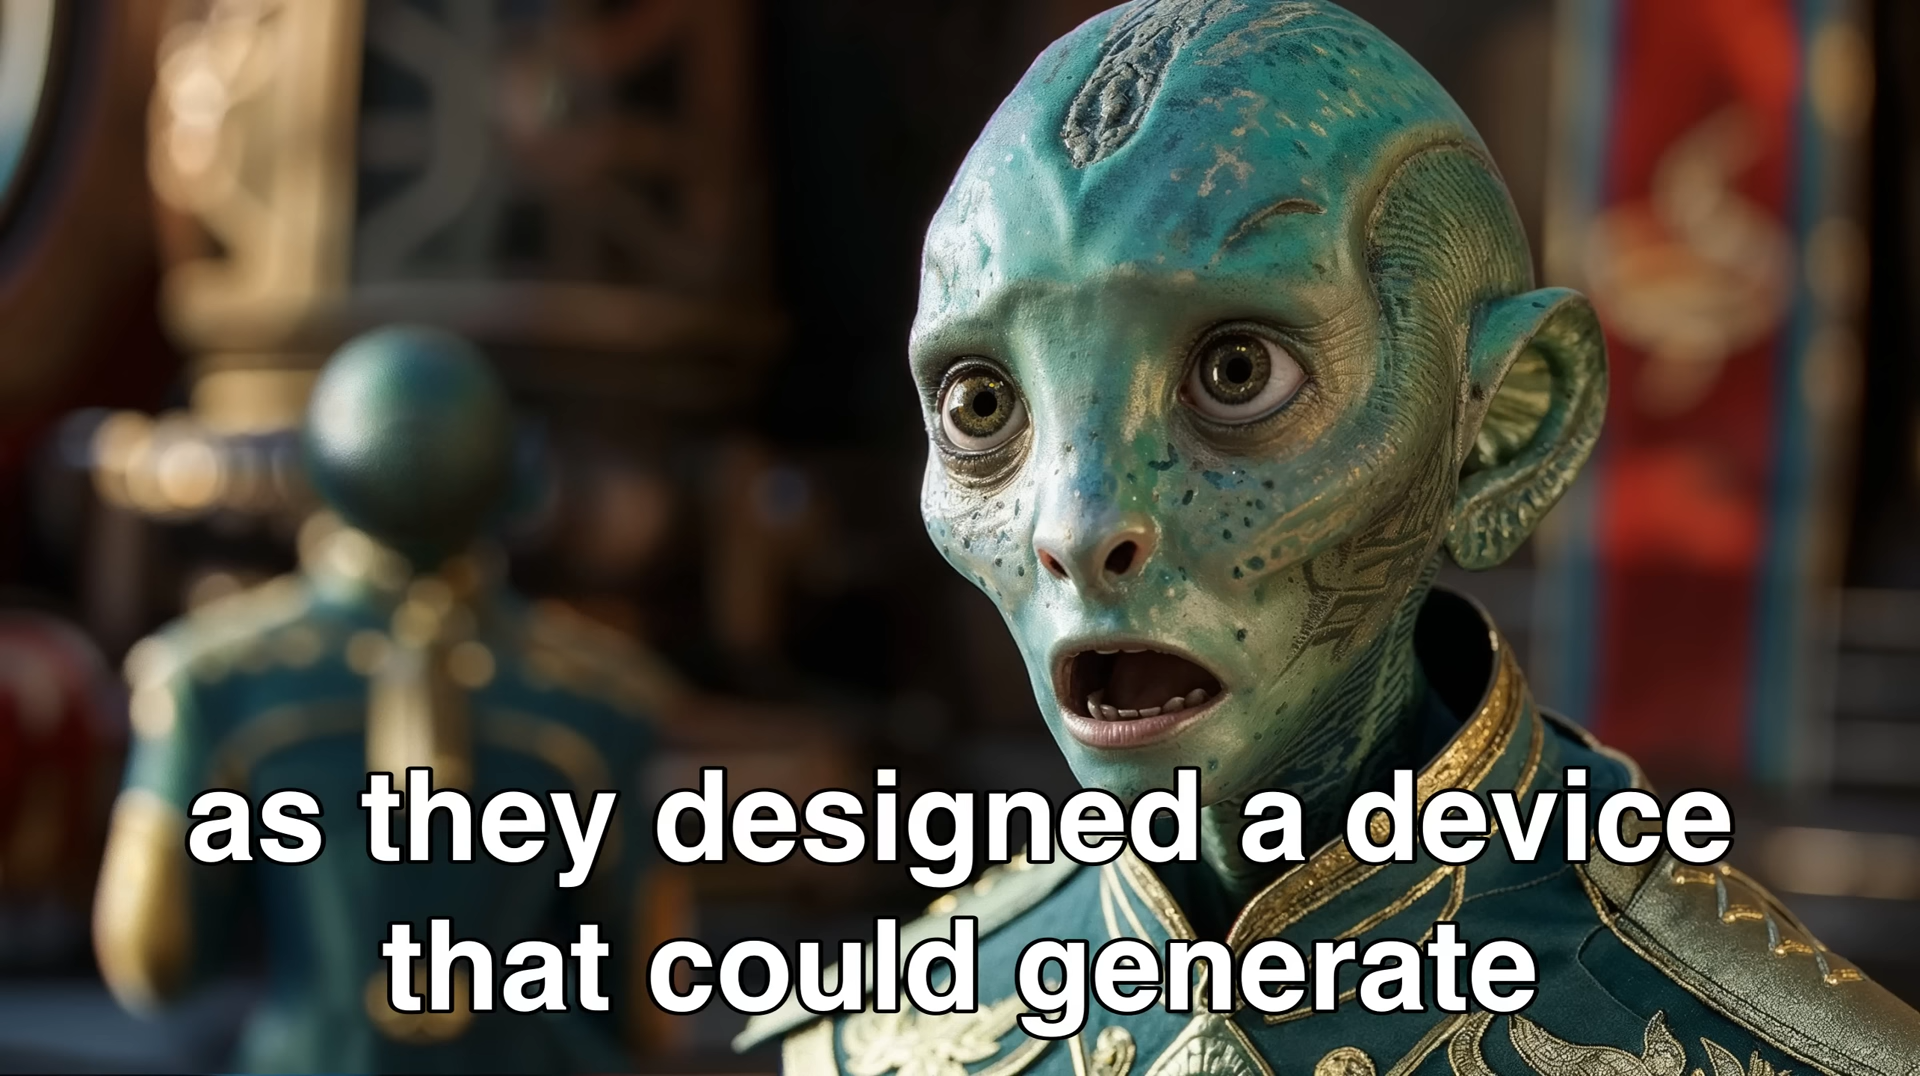 as they designed a device
that could generate